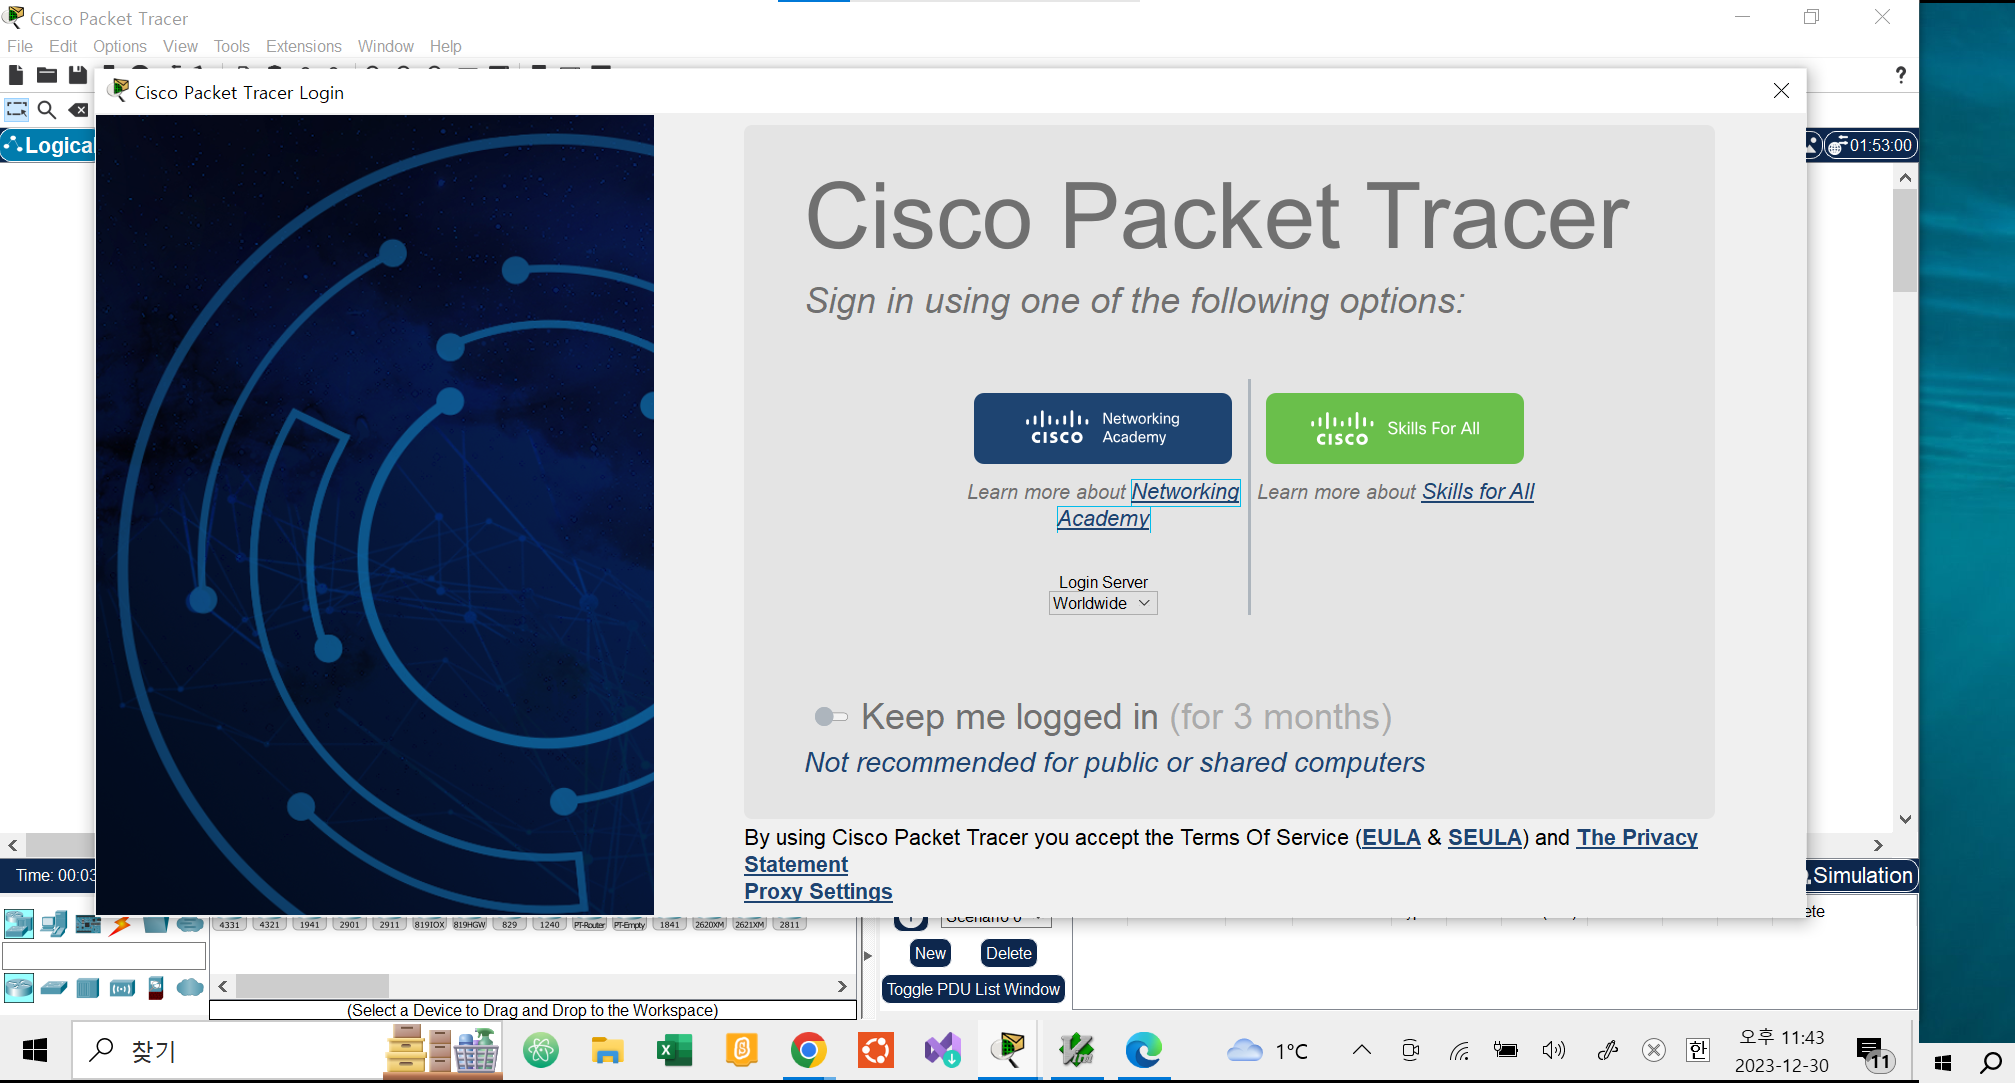 Cisco Packet Tracer
File Edit Options View Tools Extensions Window Help
?
Cisco Packet Tracer Login
Logical
01:53:00
Cisco Packet Tracer
Sign in using one of the following options:
CISCO Networking Academy
CISCO Skills For All
Learn more about Networking Academy
Learn more about Skills for All
Login Server
Worldwide
Keep me logged in (for 3 months)
Not recommended for public or shared computers
By using Cisco Packet Tracer you accept the Terms Of Service (EULA & SEULA) and The Privacy
Statement
Proxy Settings
Time: 00:03
Simulation
4331 4321 1941 2901 2911 819IOX 819HGW 829 1240 PT-Router PT-Empty 1841 2620XM 2621XM 2811
Scenario 0
New Delete
Toggle PDU List Window
(Select a Device to Drag and Drop to the Workspace)
찾기
1°C
한
오후 11:43
2023-12-30
11